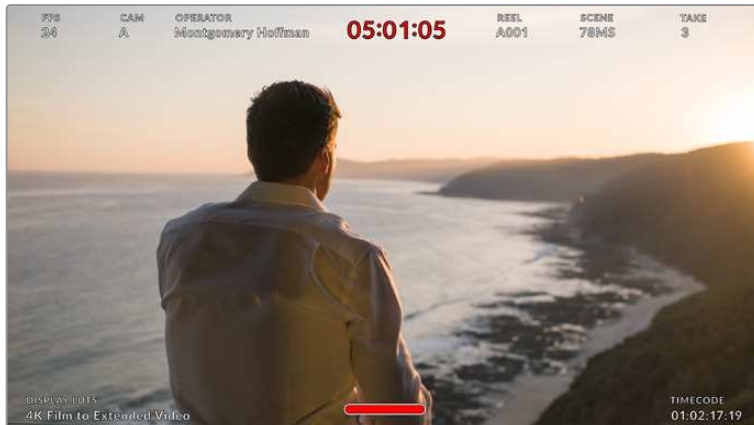 FPS CAM OPERATOR 05:01:05 REEL SCENE TAKE
24 A Montgomery Hoffman A001 78MS 3
DISPLAY LUTS TIMECODE
4K Film to Extended Video 01:02:17:19